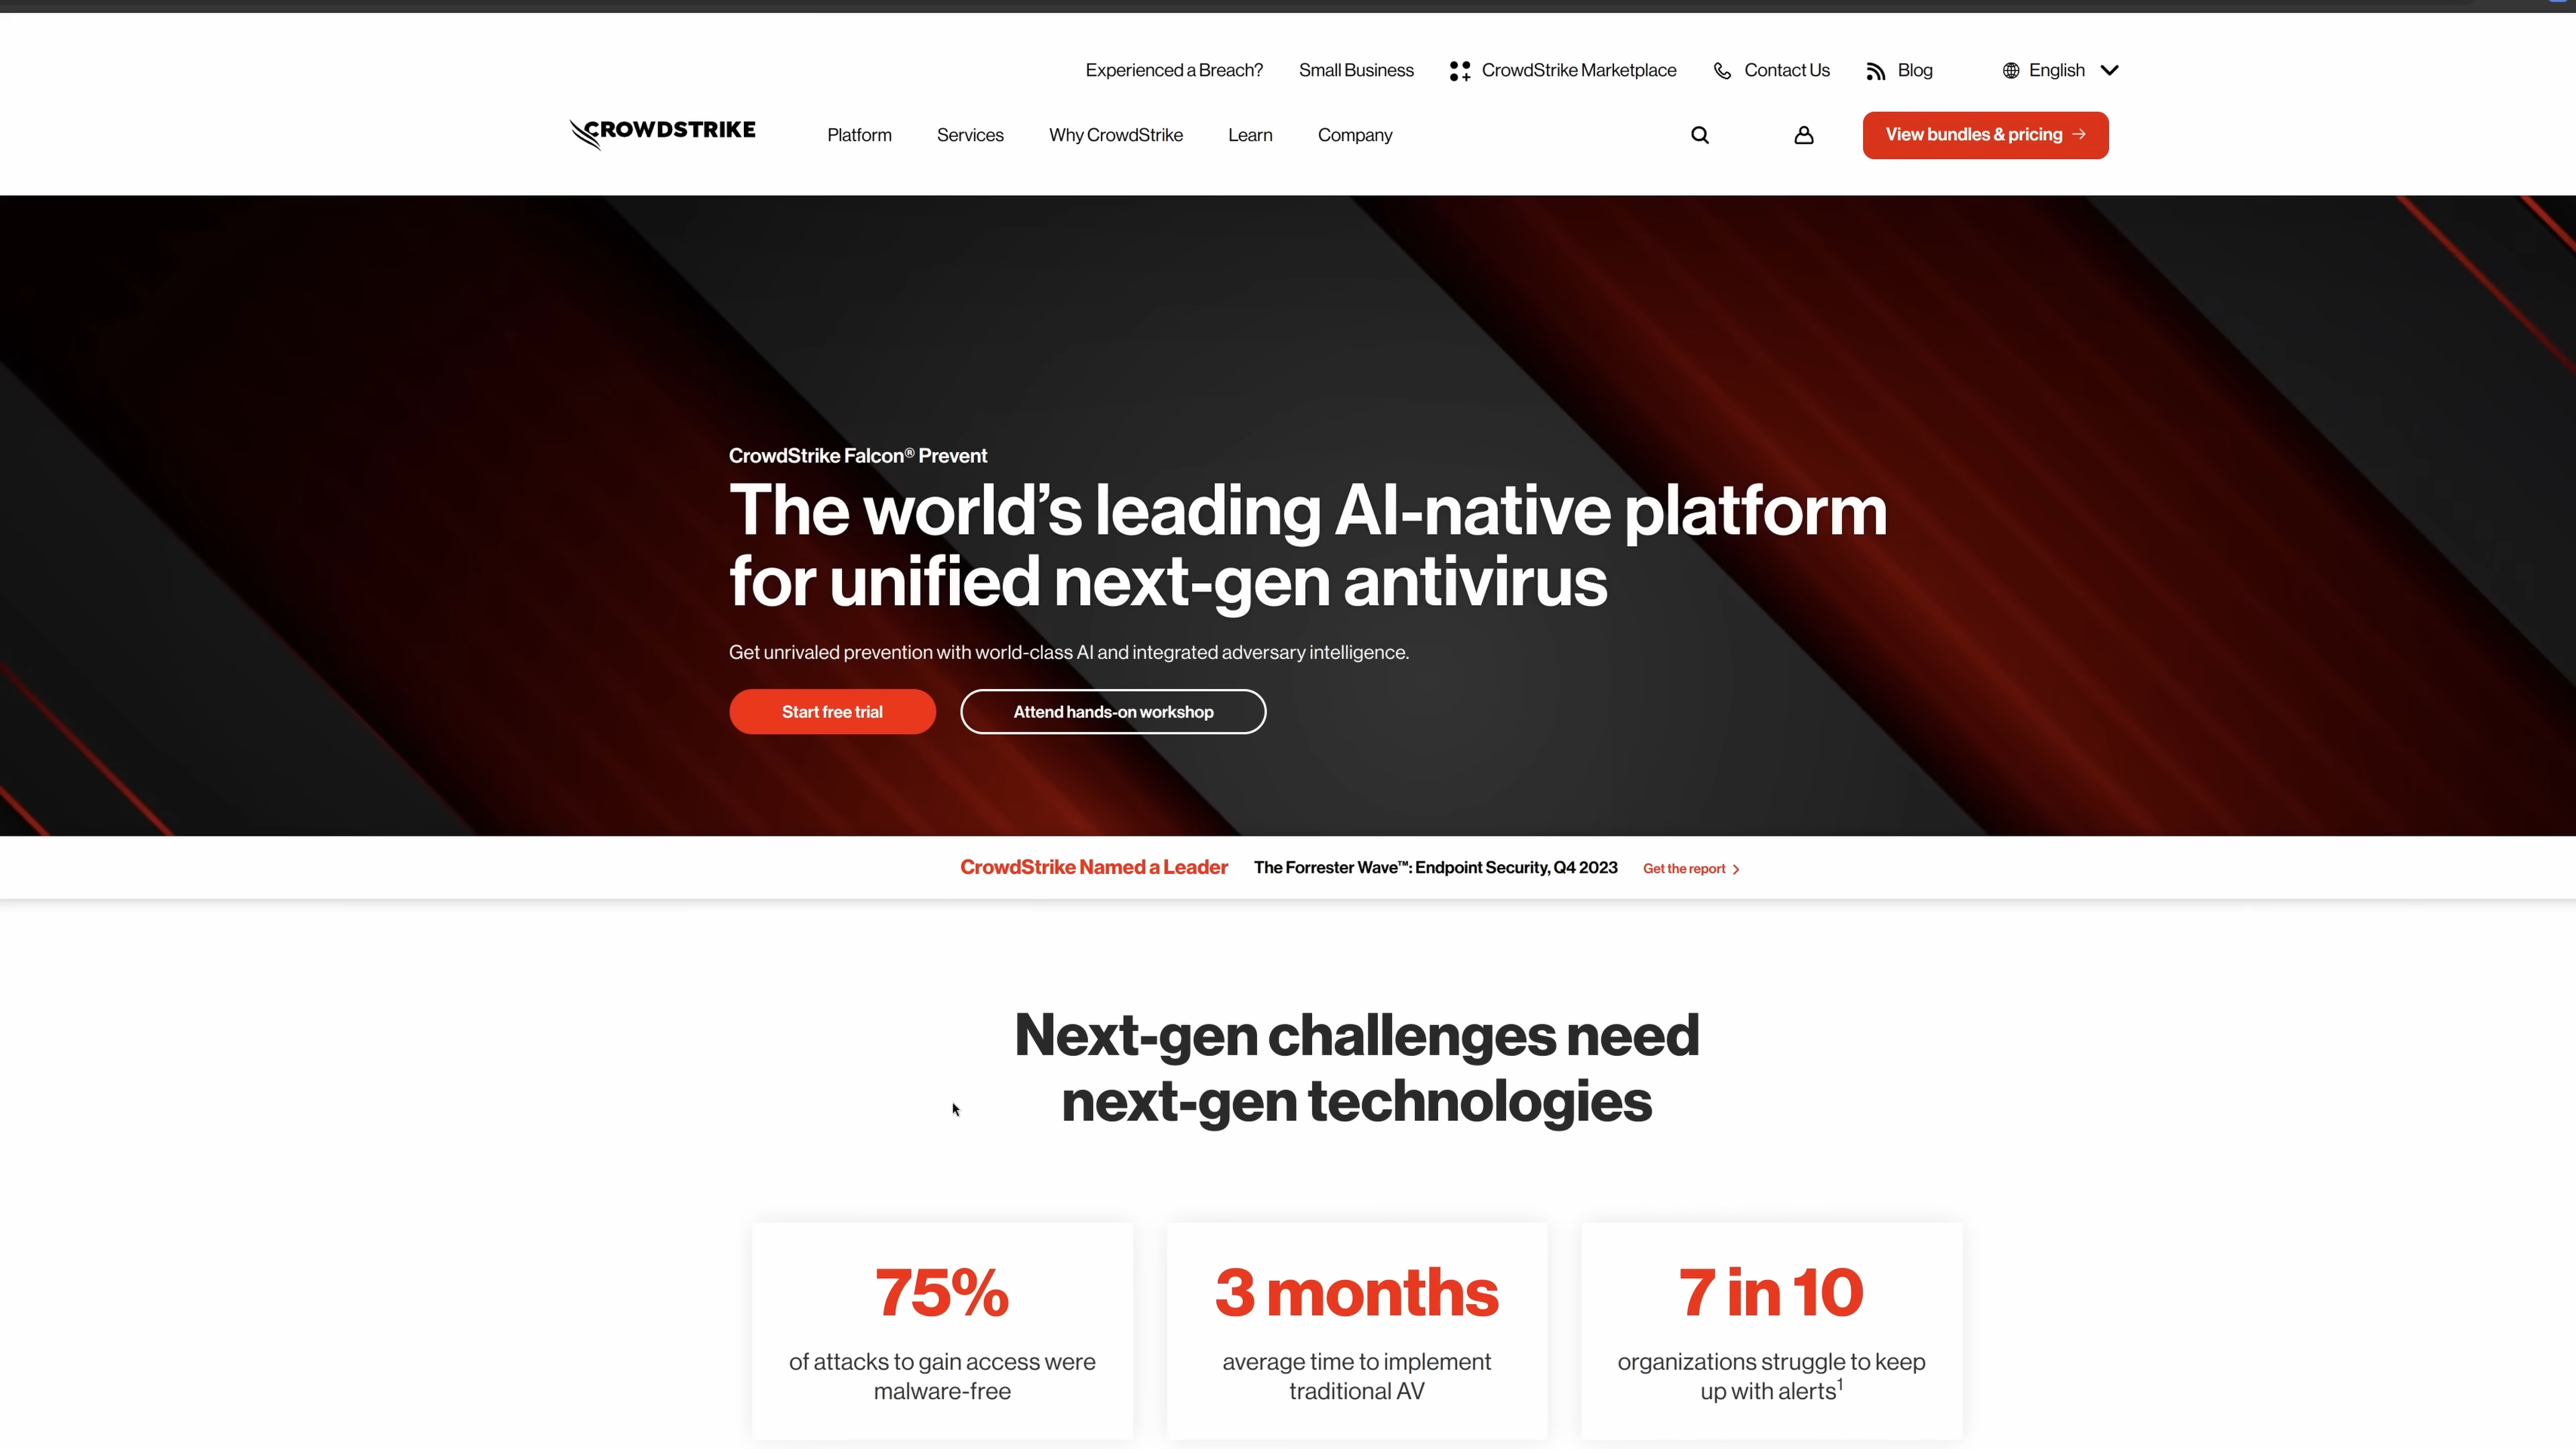 Experienced a Breach? Small Business CrowdStrike Marketplace Contact Us Blog English
CROWDSTRIKE Platform Services Why CrowdStrike Learn Company View bundles & pricing →
CrowdStrike Falcon® Prevent
The world’s leading AI-native platform
for unified next-gen antivirus
Get unrivaled prevention with world-class AI and integrated adversary intelligence.
Start free trial Attend hands-on workshop
CrowdStrike Named a Leader The Forrester Wave™: Endpoint Security, Q4 2023 Get the report >
Next-gen challenges need
next-gen technologies
75%
of attacks to gain access were
malware-free
3 months
average time to implement
traditional AV
7 in 10
organizations struggle to keep
up with alerts¹